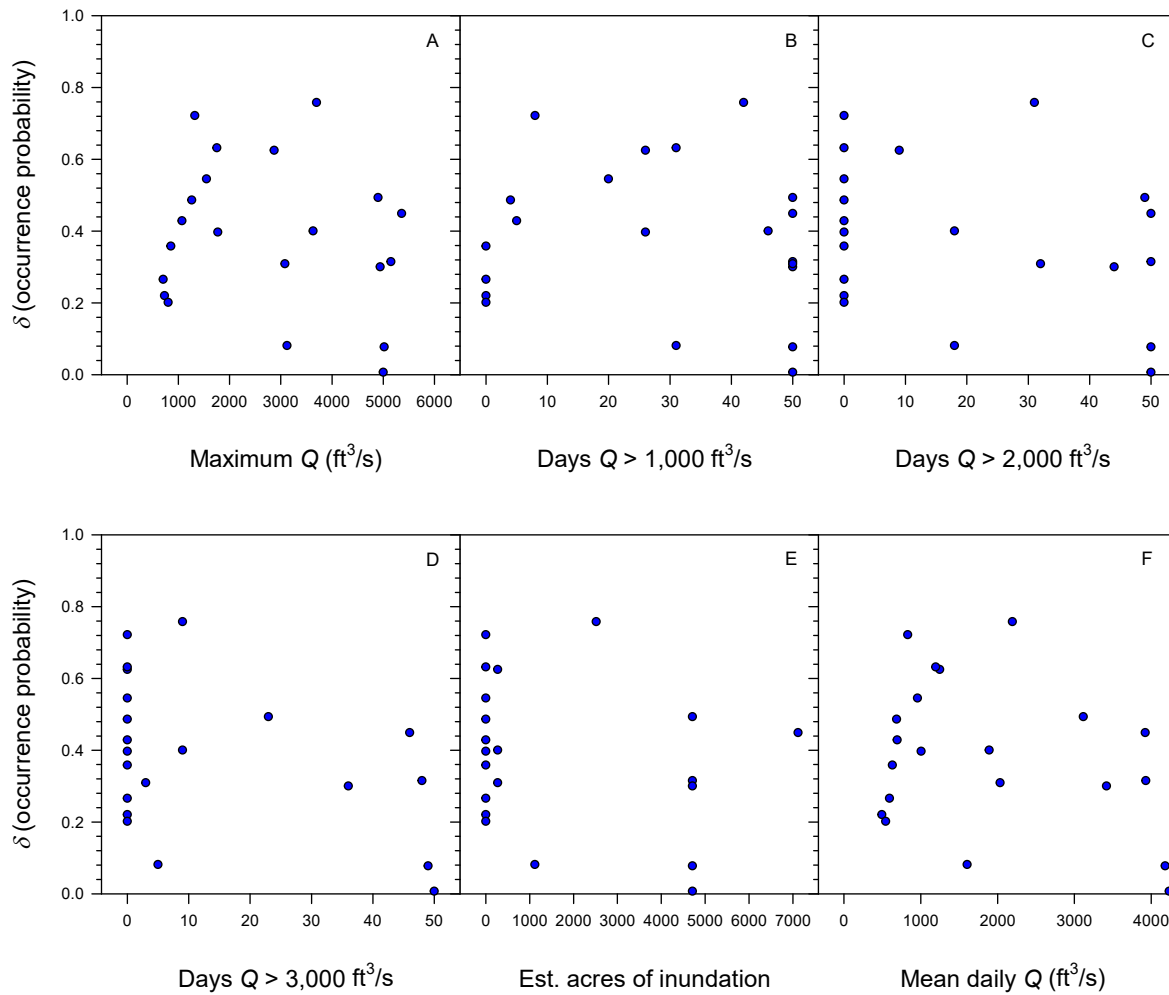 A B C
1.0
0.8
0.6
0.4
0.2
0.0
δ (occurrence probability)
0 1000 2000 3000 4000 5000 6000 0 10 20 30 40 50 0 10 20 30 40 50
Maximum Q (ft³/s) Days Q > 1,000 ft³/s Days Q > 2,000 ft³/s
D E F
1.0
0.8
0.6
0.4
0.2
0.0
δ (occurrence probability)
0 10 20 30 40 50 0 1000 2000 3000 4000 5000 6000 7000 0 1000 2000 3000 4000
Days Q > 3,000 ft³/s Est. acres of inundation Mean daily Q (ft³/s)